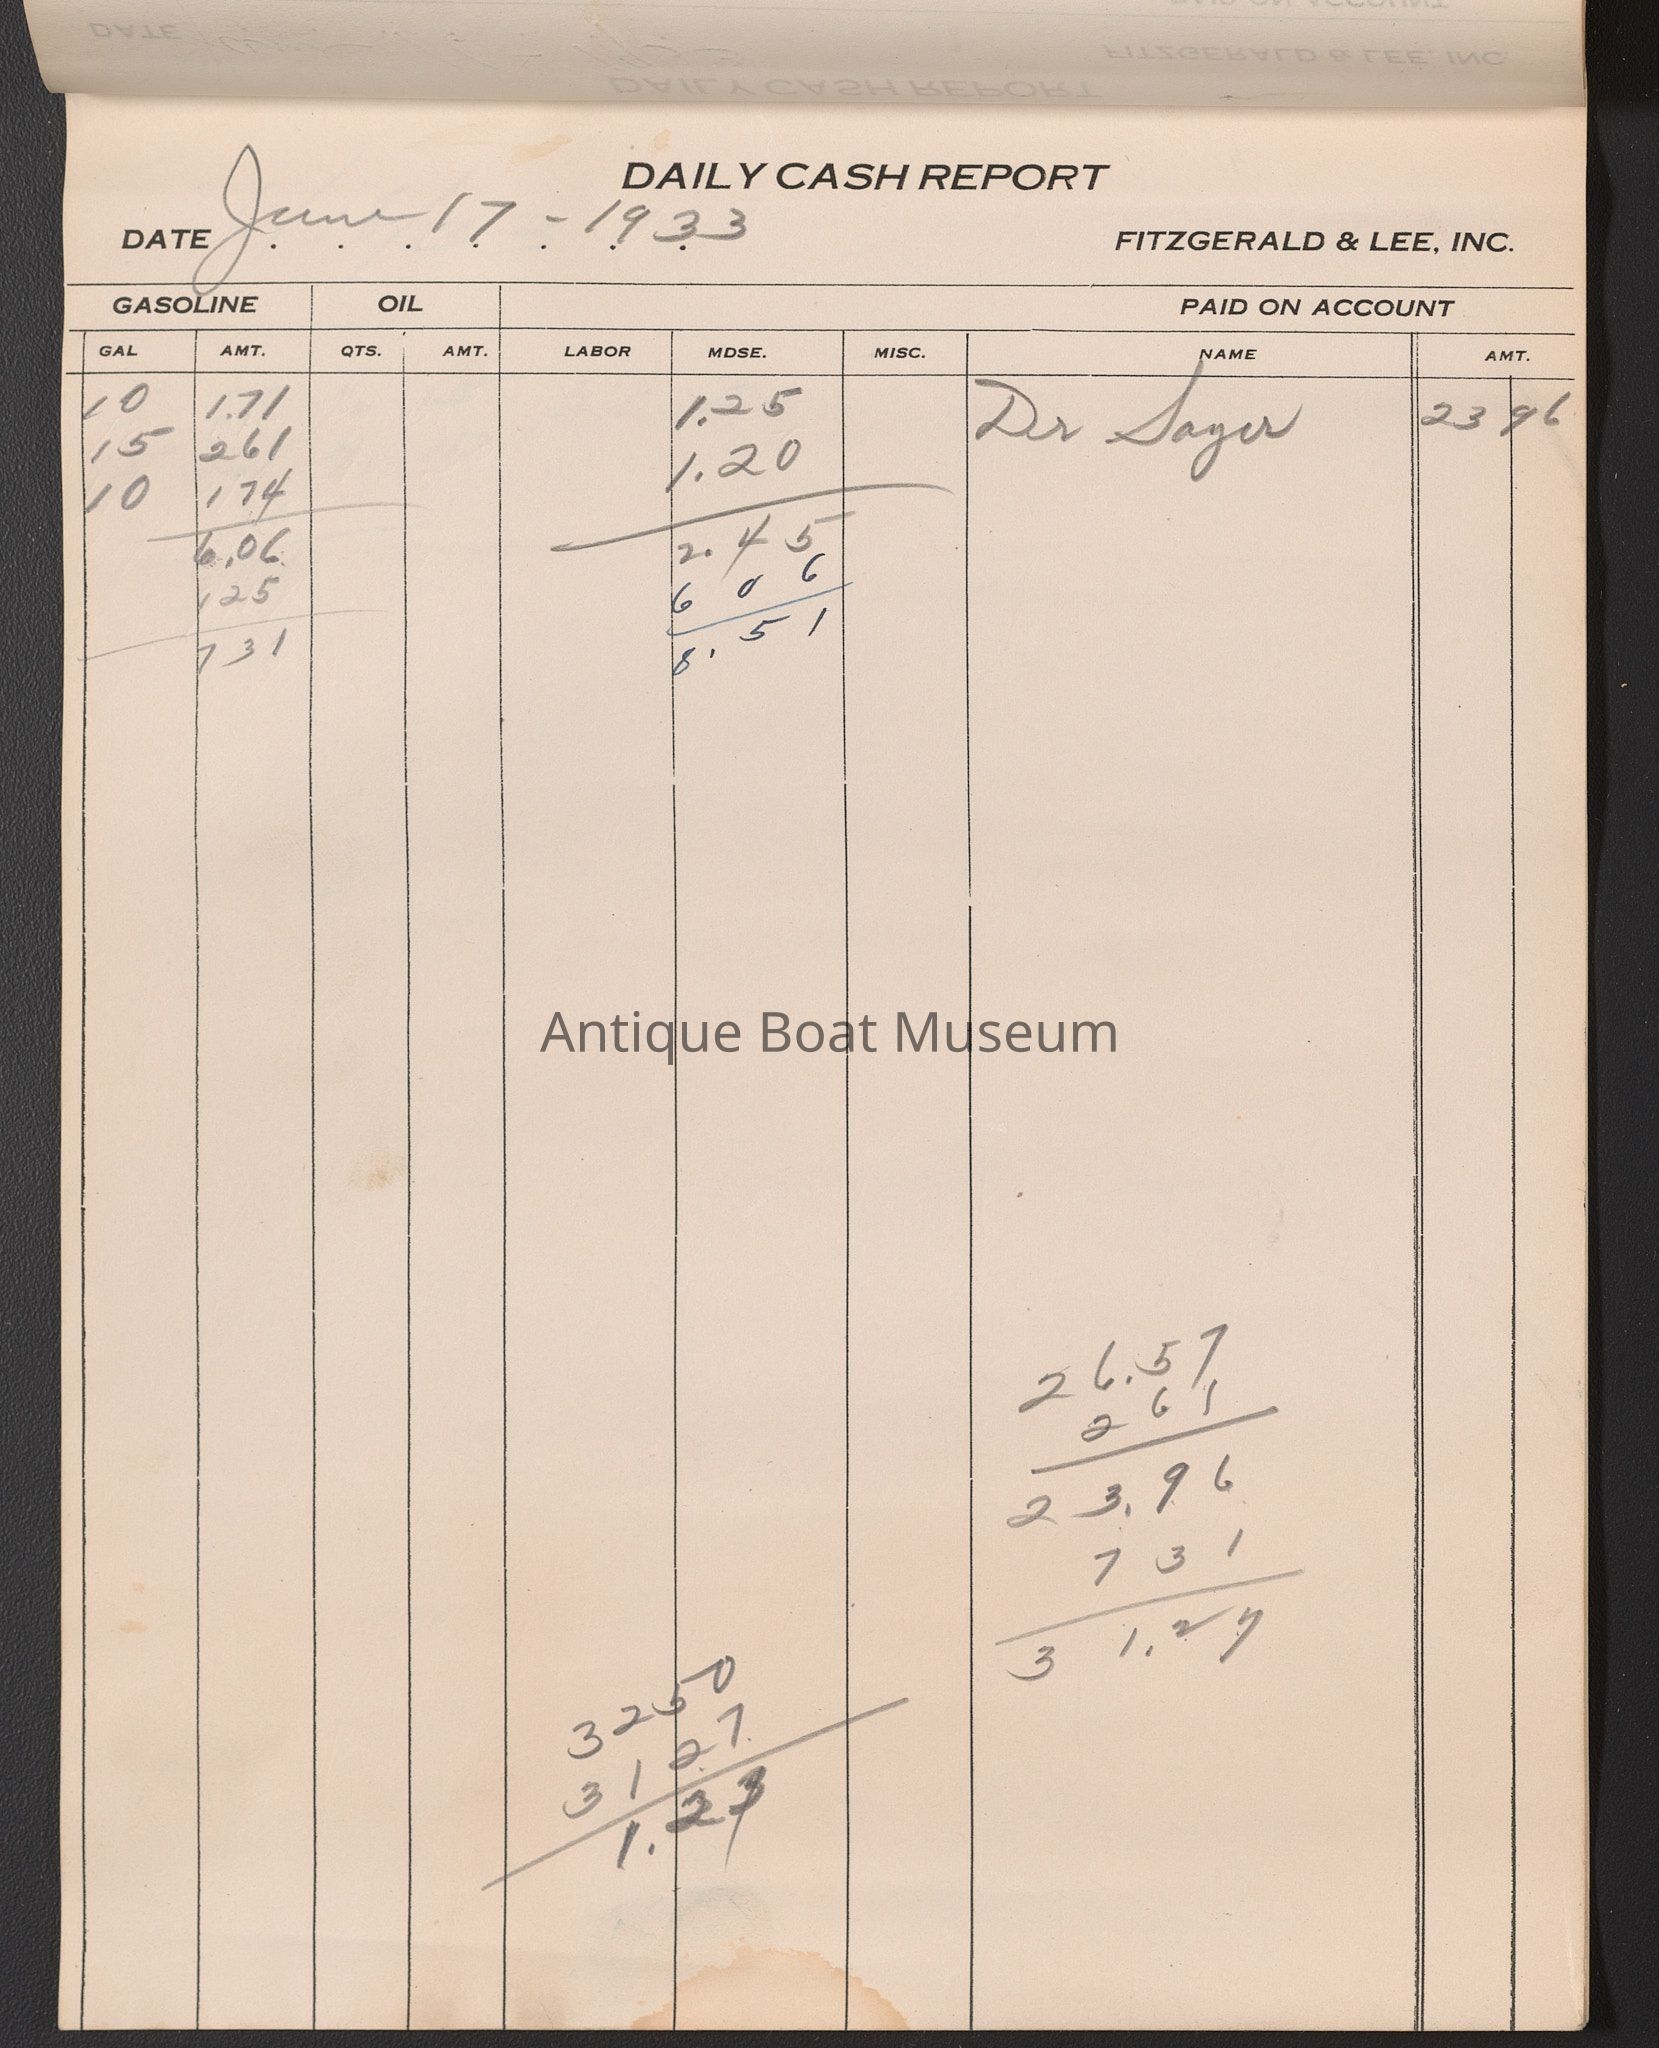 DAILY CASH REPORT
DATE June 17 - 1933
FITZGERALD & LEE, INC.
GASOLINE OIL PAID ON ACCOUNT
GAL AMT. QTS. AMT. LABOR MDSE. MISC. NAME AMT.
10 1.71 1.25 Dr Sayer 23 96
15 261 1.20
10 174
6.06 2.45
125 6 0 6
731 8.51
Antique Boat Museum
26.57
261
23.96
731
31.27
3250
3127
1.23